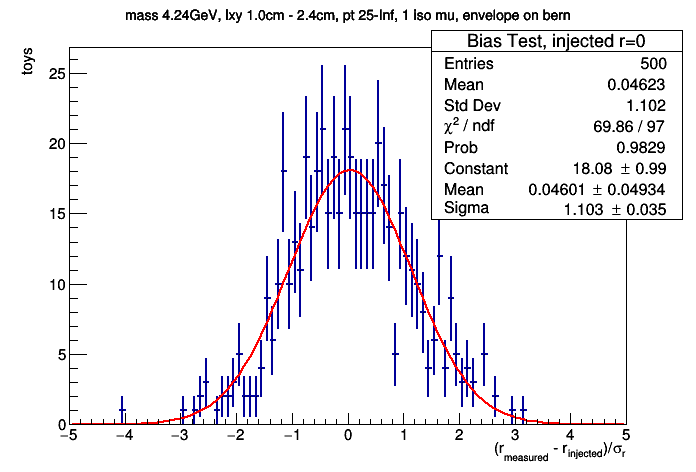 mass 4.24GeV, lxy 1.0cm - 2.4cm, pt 25-Inf, 1 Iso mu, envelope on bern
toys
Bias Test, injected r=0
Entries 500
Mean 0.04623
Std Dev 1.102
χ² / ndf 69.86 / 97
Prob 0.9829
Constant 18.08 ± 0.99
Mean 0.04601 ± 0.04934
Sigma 1.103 ± 0.035
25
20
15
10
5
0
−5 −4 −3 −2 −1 0 1 2 3 4 5
(r_measured - r_injected)/σ_r